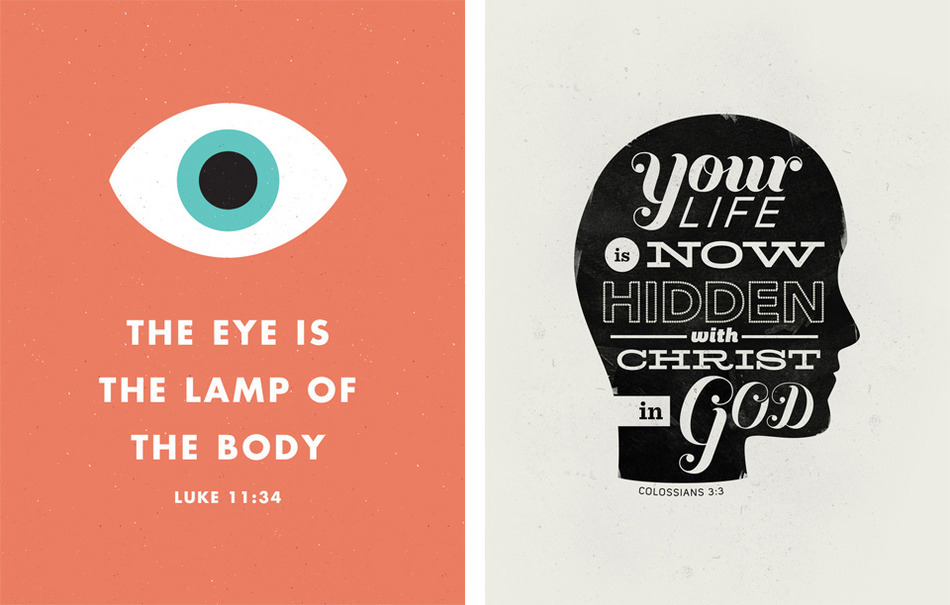 THE EYE IS
THE LAMP OF
THE BODY
LUKE 11:34
Your
LIFE
is NOW
HIDDEN
with
CHRIST
in GOD
COLOSSIANS 3:3